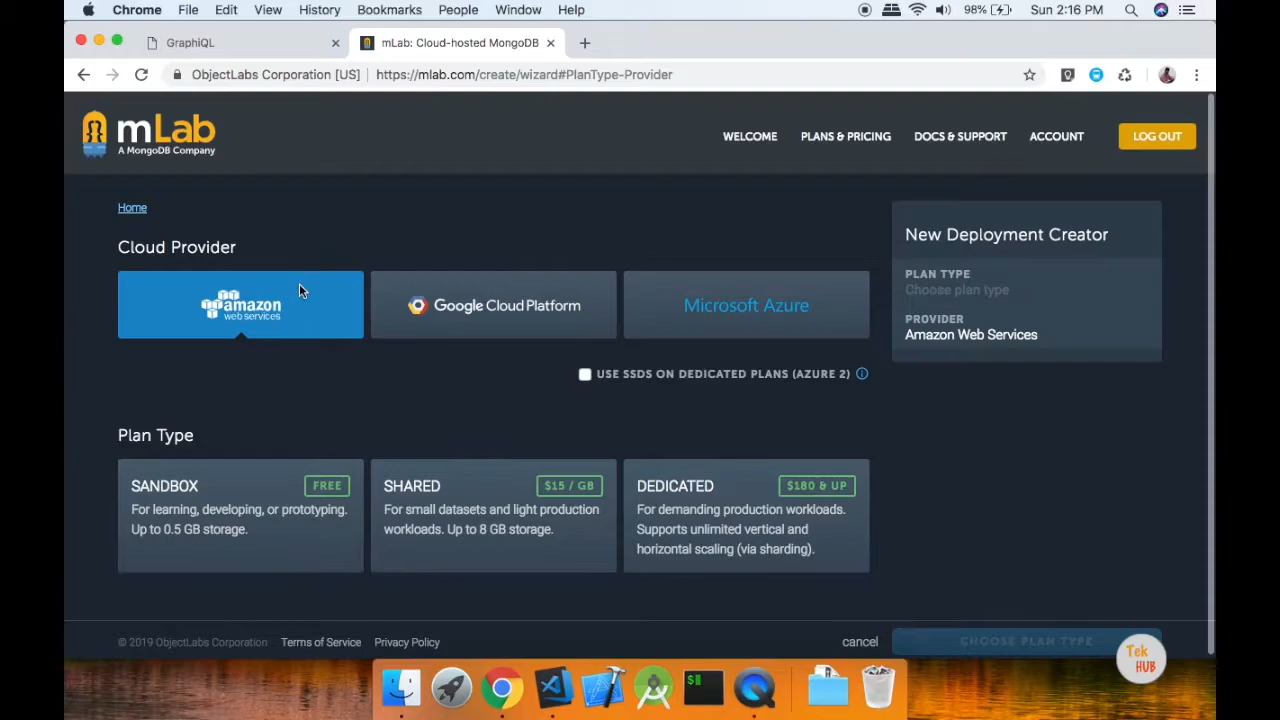 Chrome File Edit View History Bookmarks People Window Help 98% Sun 2:16 PM
GraphiQL mLab: Cloud-hosted MongoDB
ObjectLabs Corporation [US] https://mlab.com/create/wizard#PlanType-Provider
mLab
A MongoDB Company
WELCOME PLANS & PRICING DOCS & SUPPORT ACCOUNT LOG OUT
Home
Cloud Provider
amazon
web services
Google Cloud Platform
Microsoft Azure
USE SSDS ON DEDICATED PLANS (AZURE 2)
New Deployment Creator
PLAN TYPE
Choose plan type
PROVIDER
Amazon Web Services
Plan Type
SANDBOX FREE
For learning, developing, or prototyping.
Up to 0.5 GB storage.
SHARED $15 / GB
For small datasets and light production
workloads. Up to 8 GB storage.
DEDICATED $180 & UP
For demanding production workloads.
Supports unlimited vertical and
horizontal scaling (via sharding).
© 2019 ObjectLabs Corporation Terms of Service Privacy Policy
cancel
CHOOSE PLAN TYPE
Tek
HUB
$